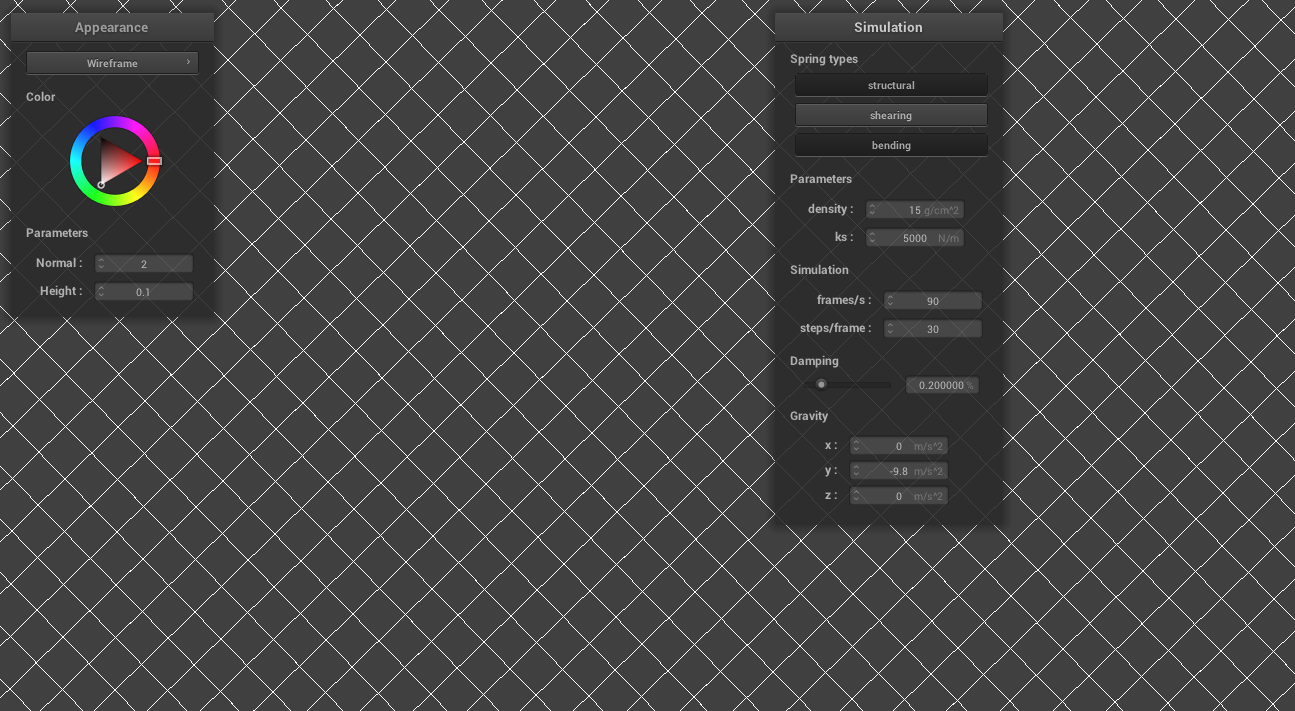 Appearance
Wireframe
Color
Parameters
Normal : 2
Height : 0.1
Simulation
Spring types
structural
shearing
bending
Parameters
density : 15 g/cm^2
ks : 5000 N/m
Simulation
frames/s : 90
steps/frame : 30
Damping
0.200000 %
Gravity
x : 0 m/s^2
y : -9.8 m/s^2
z : 0 m/s^2